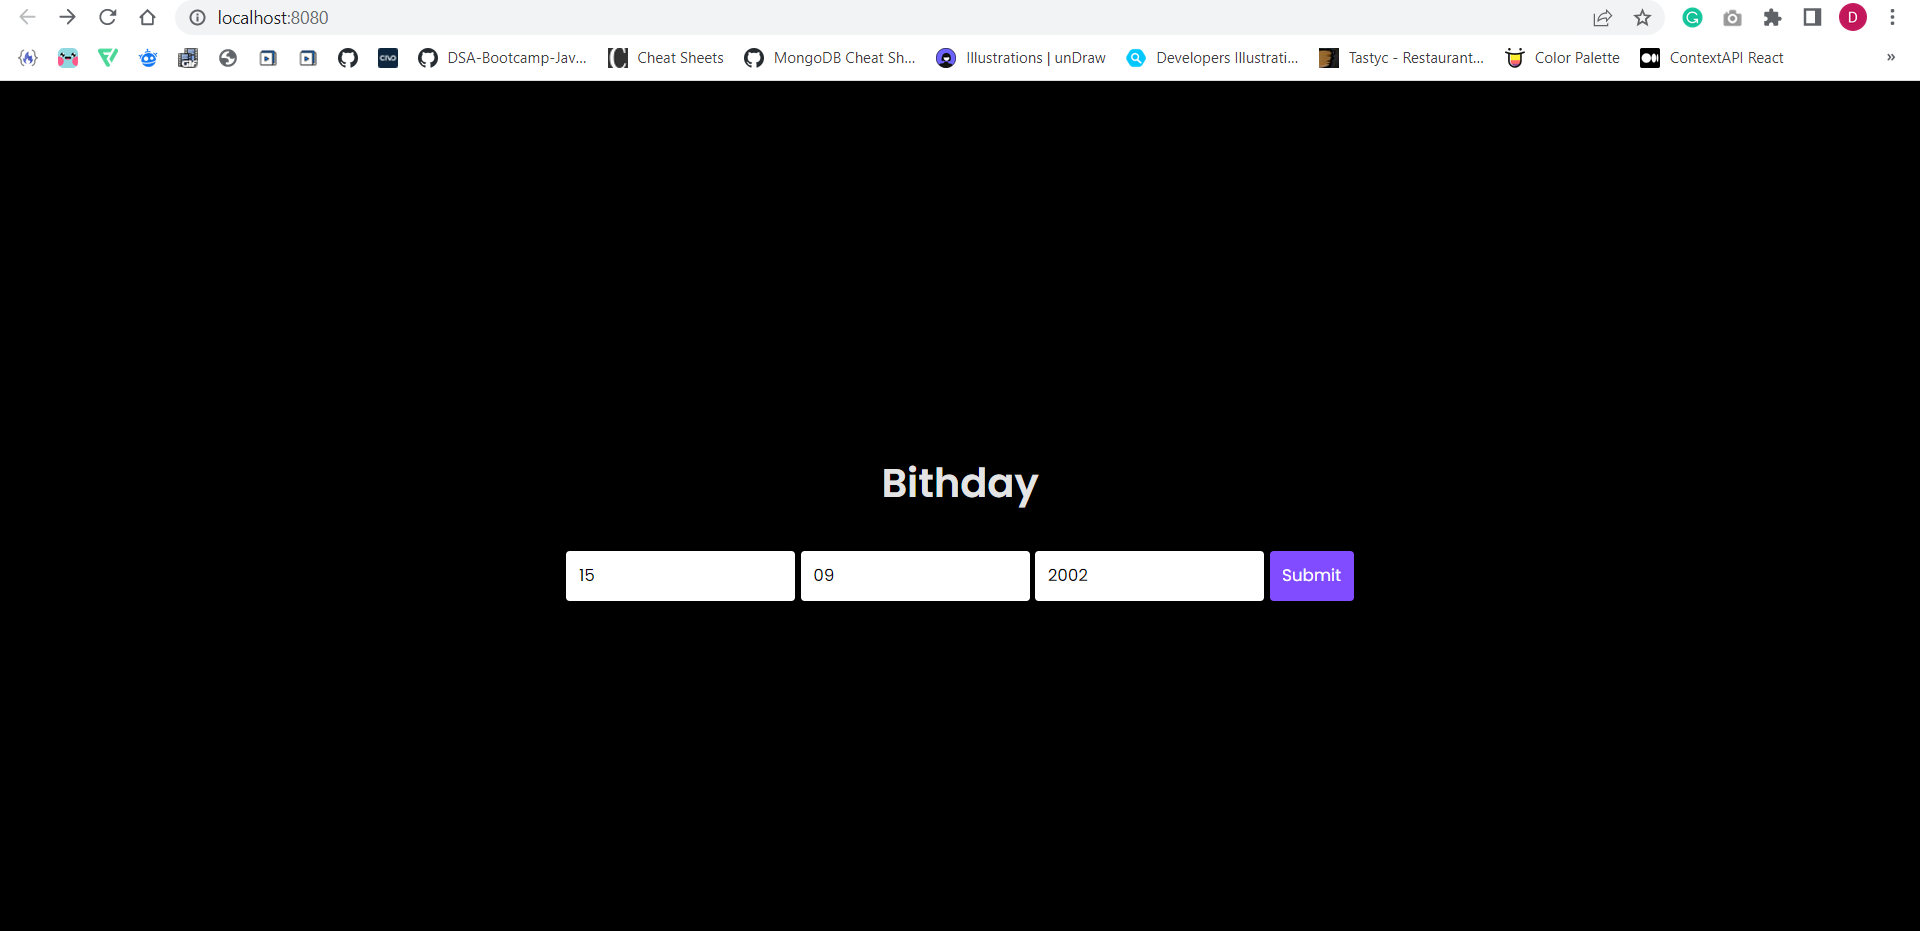 localhost:8080
D
DSA-Bootcamp-Jav... Cheat Sheets MongoDB Cheat Sh... Illustrations | unDraw Developers Illustrati... Tastyc - Restaurant... Color Palette ContextAPI React »
Bithday
15 09 2002 Submit